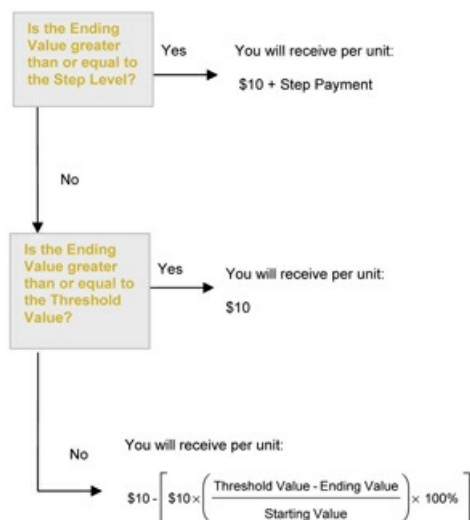 Is the Ending
Value greater
than or equal to
the Step Level?
Yes
You will receive per unit:
$10 + Step Payment
No
Is the Ending
Value greater
than or equal to
the Threshold
Value?
Yes
You will receive per unit:
$10
No
You will receive per unit:
$10 - [ $10 × ( Threshold Value - Ending Value / Starting Value ) × 100% ]